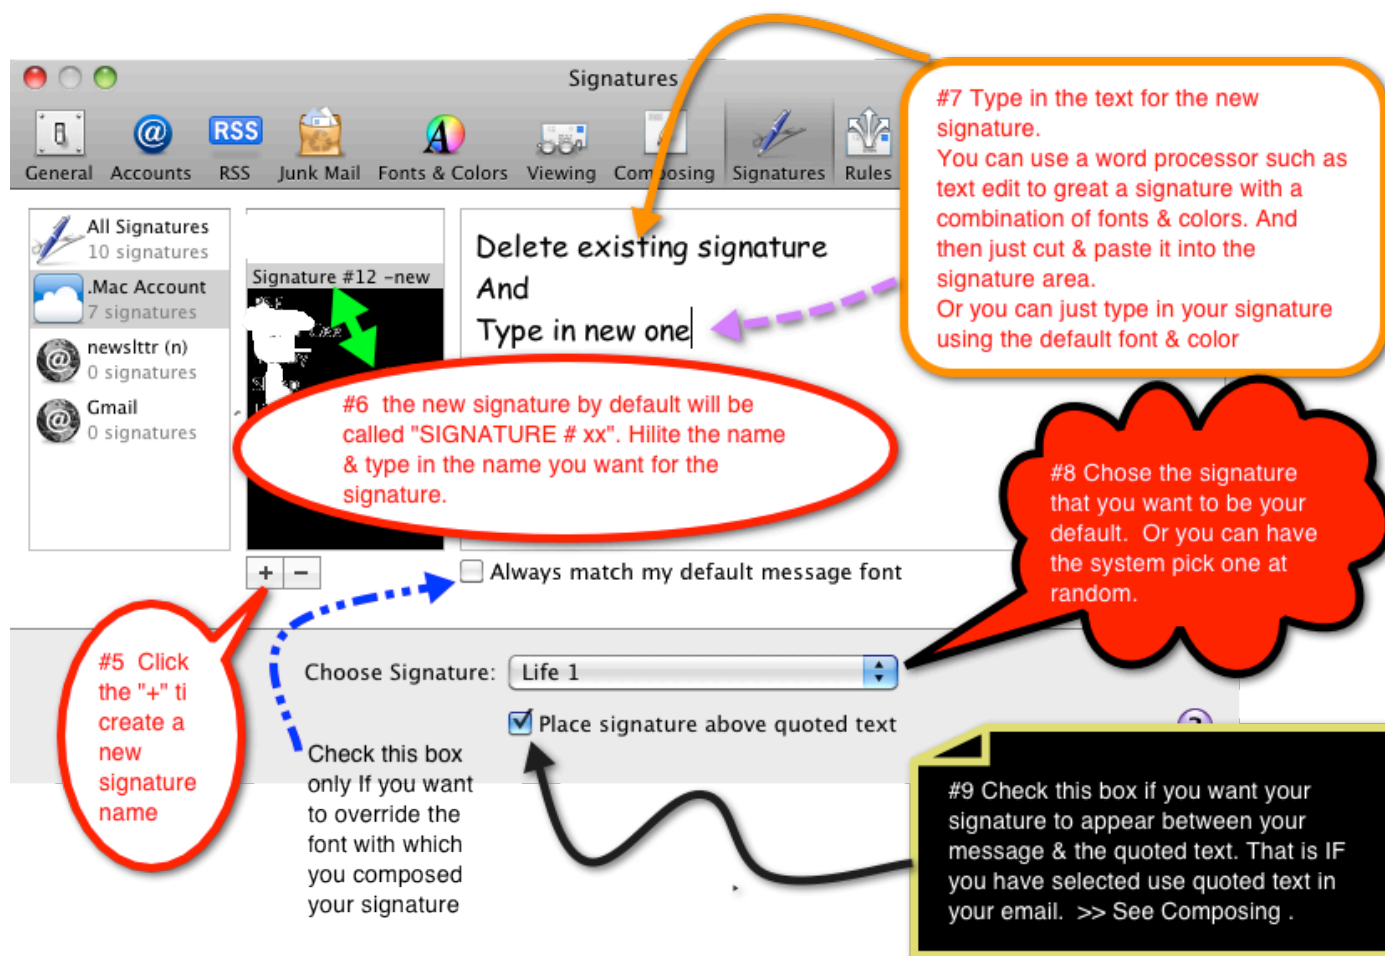 Signatures
General Accounts RSS Junk Mail Fonts & Colors Viewing Composing Signatures Rules
RSS
#7 Type in the text for the new
signature.
You can use a word processor such as
text edit to great a signature with a
combination of fonts & colors. And
then just cut & paste it into the
signature area.
Or you can just type in your signature
using the default font & color
All Signatures
10 signatures
.Mac Account
7 signatures
newslttr (n)
0 signatures
Gmail
0 signatures
Signature #12 -new
Delete existing signature
And
Type in new one
#6 the new signature by default will be
called "SIGNATURE # xx". Hilite the name
& type in the name you want for the
signature.
#8 Chose the signature
that you want to be your
default. Or you can have
the system pick one at
random.
+ -
Always match my default message font
#5 Click
the "+" ti
create a
new
signature
name
Choose Signature: Life 1
Place signature above quoted text
?
Check this box
only If you want
to override the
font with which
you composed
your signature
#9 Check this box if you want your
signature to appear between your
message & the quoted text. That is IF
you have selected use quoted text in
your email. >> See Composing .